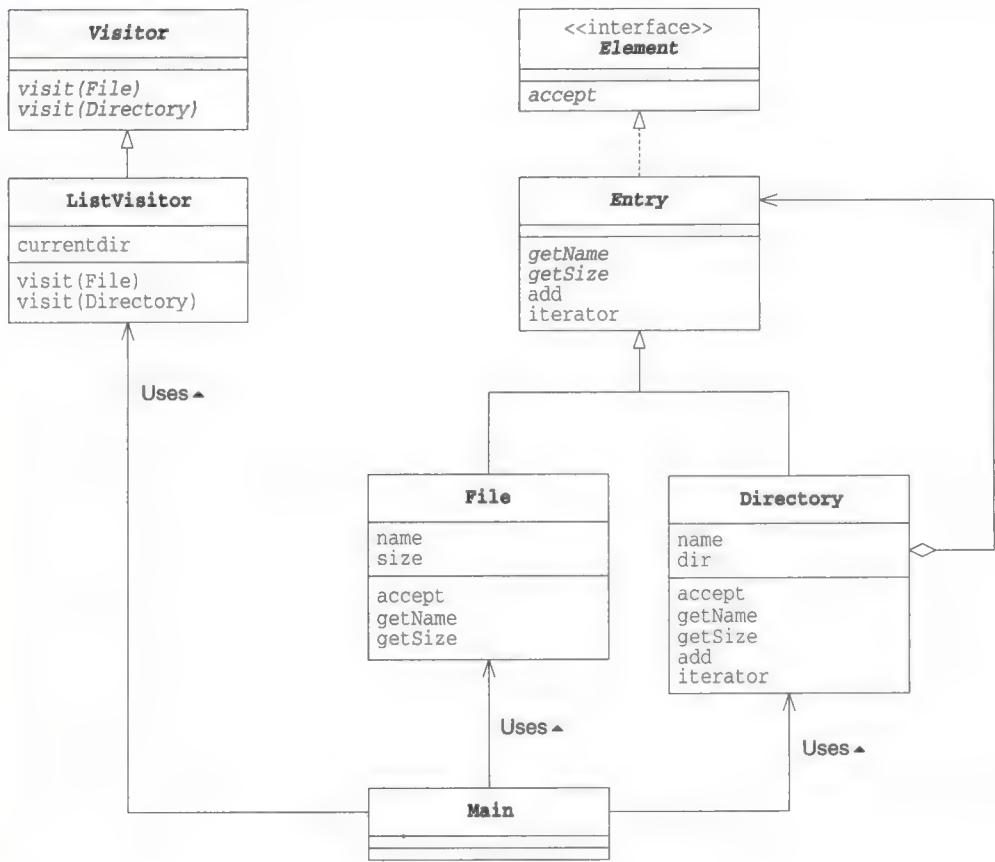 Visitor
visit(File)
visit(Directory)
<<interface>>
Element
accept
ListVisitor
currentdir
visit(File)
visit(Directory)
Entry
getName
getSize
add
iterator
Uses
File
name
size
accept
getName
getSize
Directory
name
dir
accept
getName
getSize
add
iterator
Uses
Uses
Main